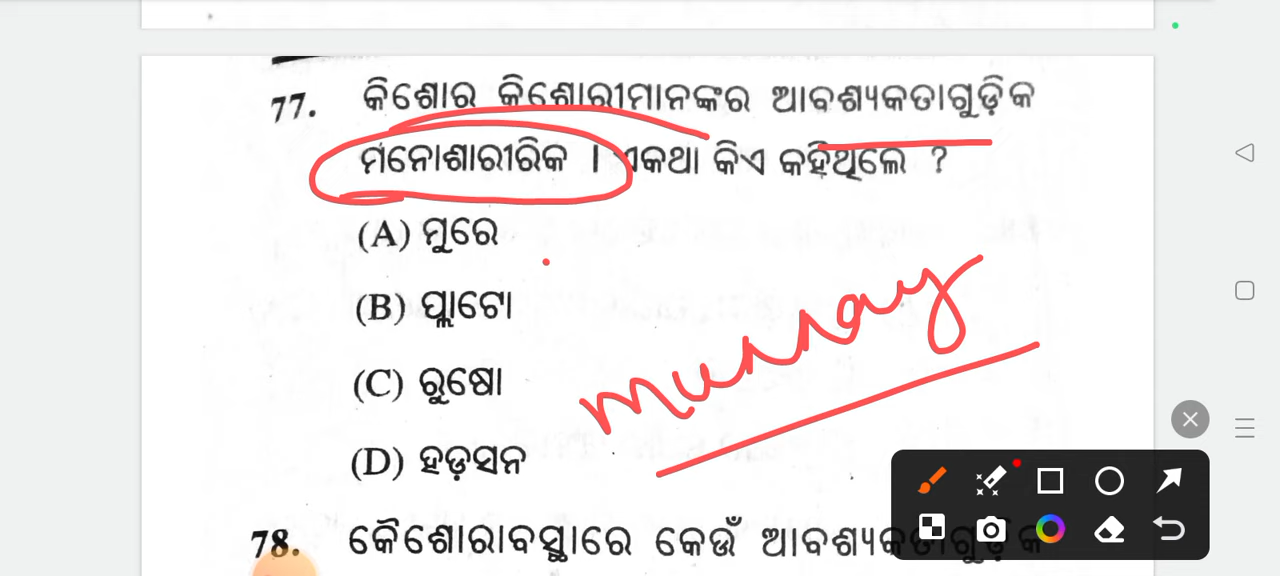 77. କିଶୋର କିଶୋରୀମାନଙ୍କର ଆବଶ୍ୟକତାଗୁଡ଼ିକ
ମନୋଶାରୀରିକ । ଏକଥା କିଏ କହିଥିଲେ ?
(A) ମୁରେ
(B) ପ୍ଲାଟୋ
(C) ରୁଷୋ
murray
(D) ହଡ଼ସନ
78. କୈଶୋରାବସ୍ଥାରେ କେଉଁ ଆବଶ୍ୟକତାଗୁଡ଼ିକ